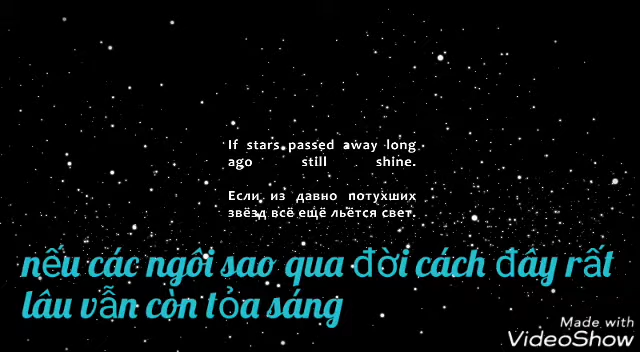 If stars passed away long
ago still shine.
Если из давно потухших
звёзд всё ещё льётся свет.
nếu các ngôi sao qua đời cách đây rất
lâu vẫn còn tỏa sáng
Made with
VideoShow